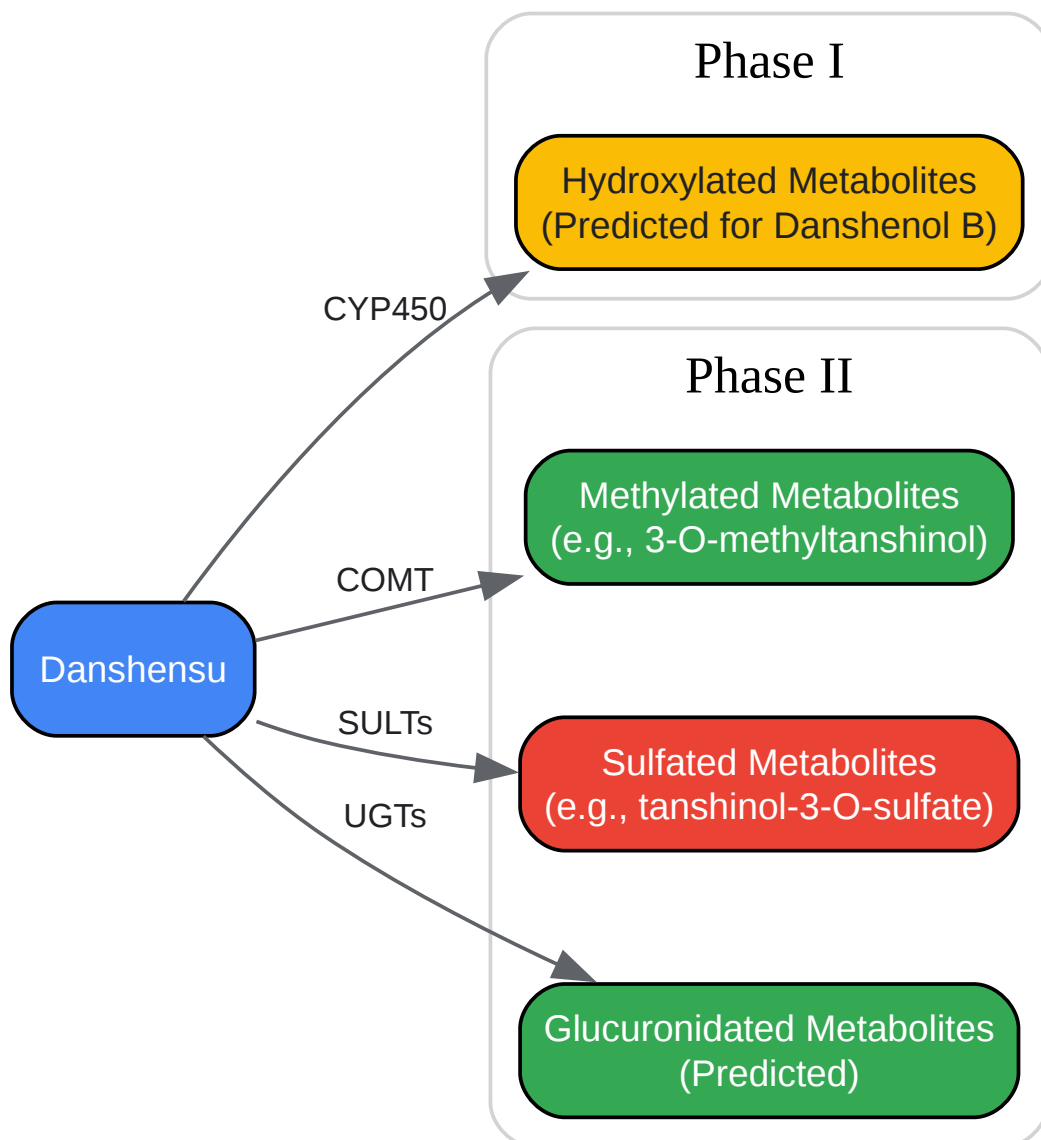 Phase I
Hydroxylated Metabolites
(Predicted for Danshenol B)
CYP450
Phase II
Methylated Metabolites
(e.g., 3-O-methyltanshinol)
COMT
Danshensu
SULTs
Sulfated Metabolites
(e.g., tanshinol-3-O-sulfate)
UGTs
Glucuronidated Metabolites
(Predicted)